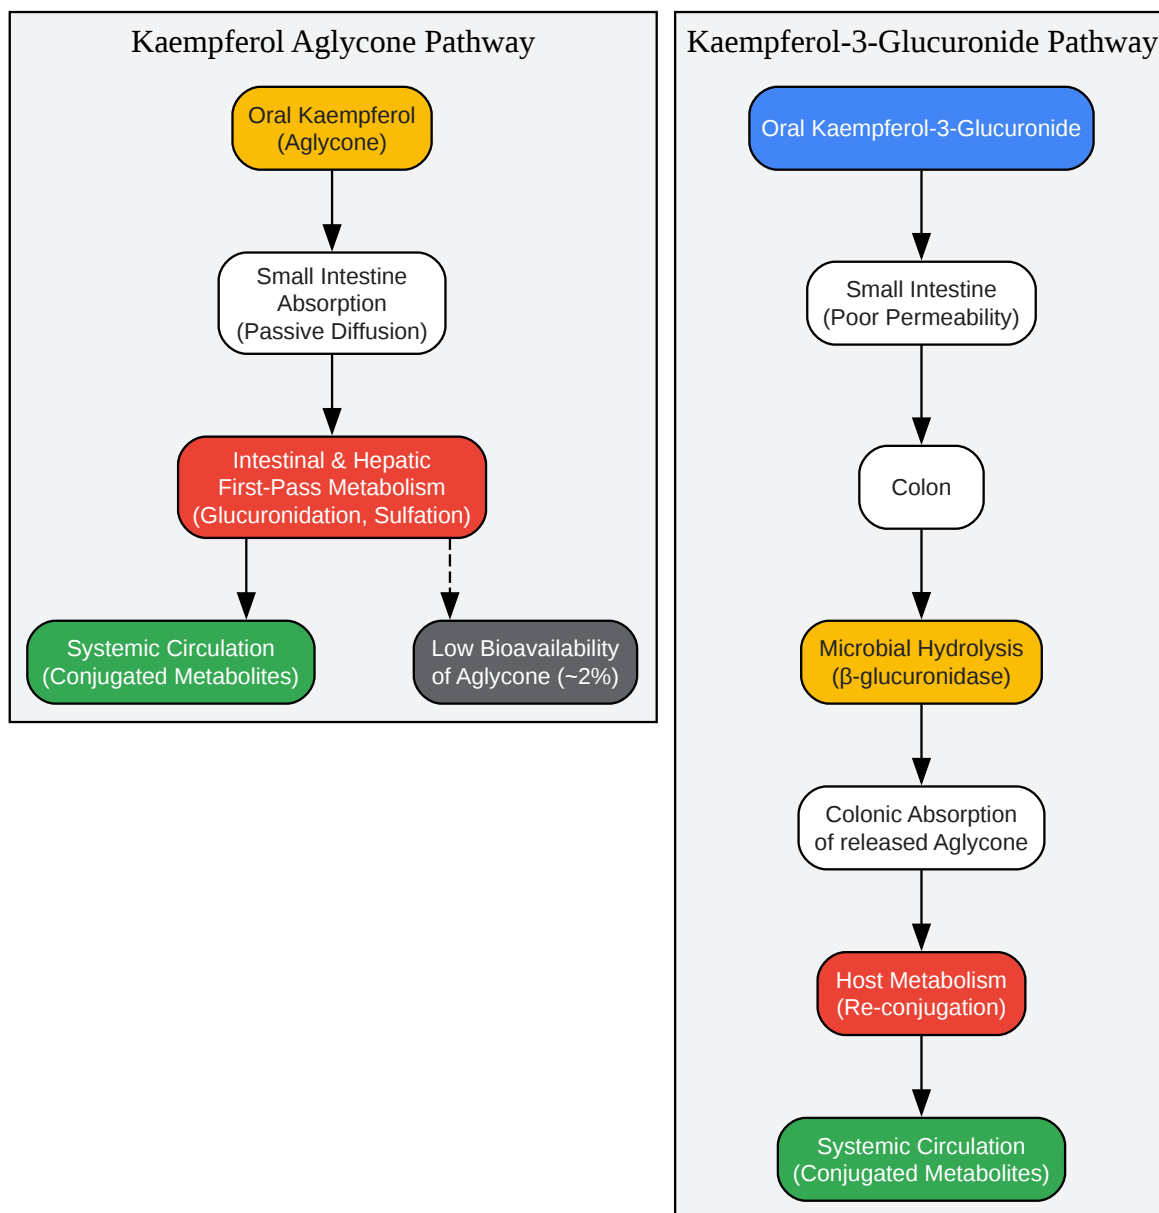 Kaempferol Aglycone Pathway
Oral Kaempferol
(Aglycone)
Small Intestine
Absorption
(Passive Diffusion)
Intestinal & Hepatic
First-Pass Metabolism
(Glucuronidation, Sulfation)
Systemic Circulation
(Conjugated Metabolites)
Low Bioavailability
of Aglycone (~2%)
Kaempferol-3-Glucuronide Pathway
Oral Kaempferol-3-Glucuronide
Small Intestine
(Poor Permeability)
Colon
Microbial Hydrolysis
(β-glucuronidase)
Colonic Absorption
of released Aglycone
Host Metabolism
(Re-conjugation)
Systemic Circulation
(Conjugated Metabolites)